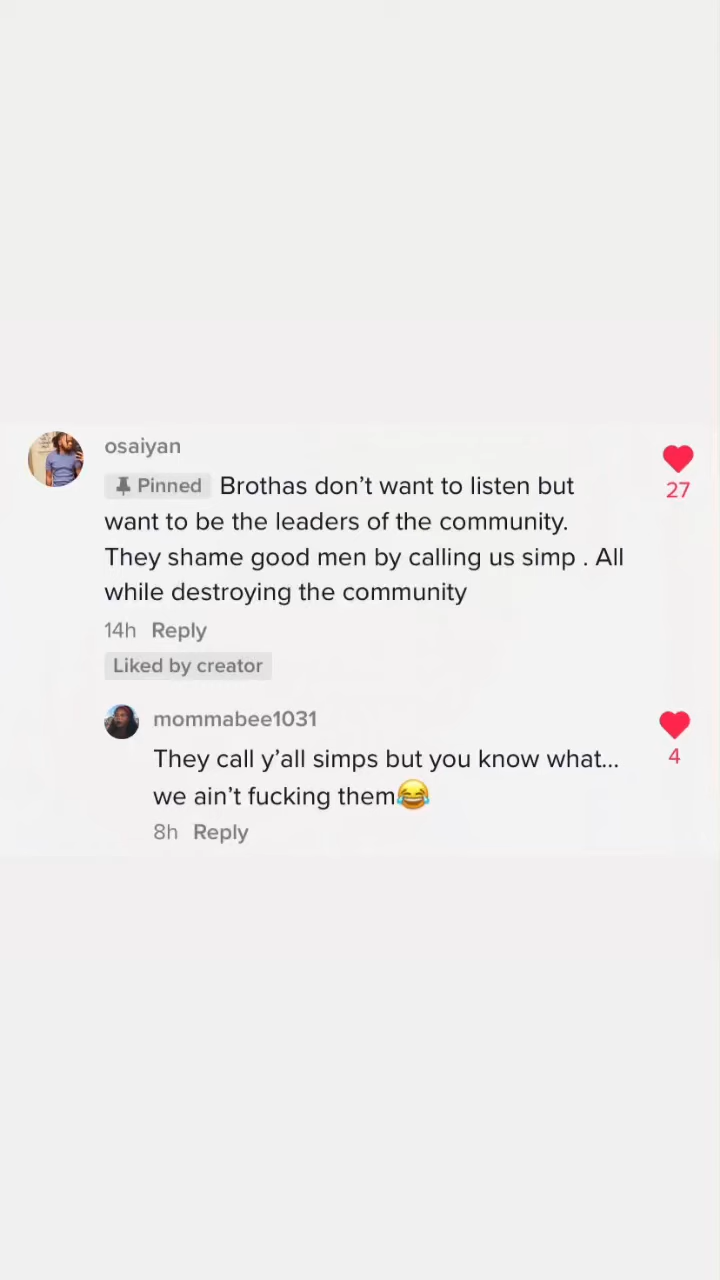 osaiyan
Pinned Brothas don’t want to listen but
want to be the leaders of the community.
They shame good men by calling us simp . All
while destroying the community
27
14h Reply
Liked by creator
mommabee1031
They call y’all simps but you know what...
we ain’t fucking them😂
4
8h Reply